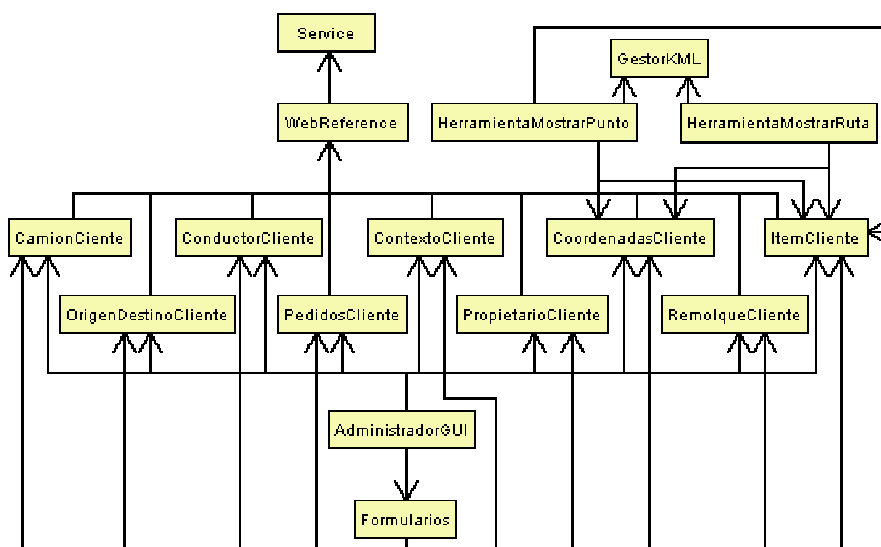 Service
GestorKML
WebReference
HerramientaMostrarPunto
HerramientaMostrarRuta
CamionCiente
ConductorCliente
ContextoCliente
CoordenadasCliente
ItemCliente
OrigenDestinoCliente
PedidosCliente
PropietarioCliente
RemolqueCliente
AdministradorGUI
Formularios